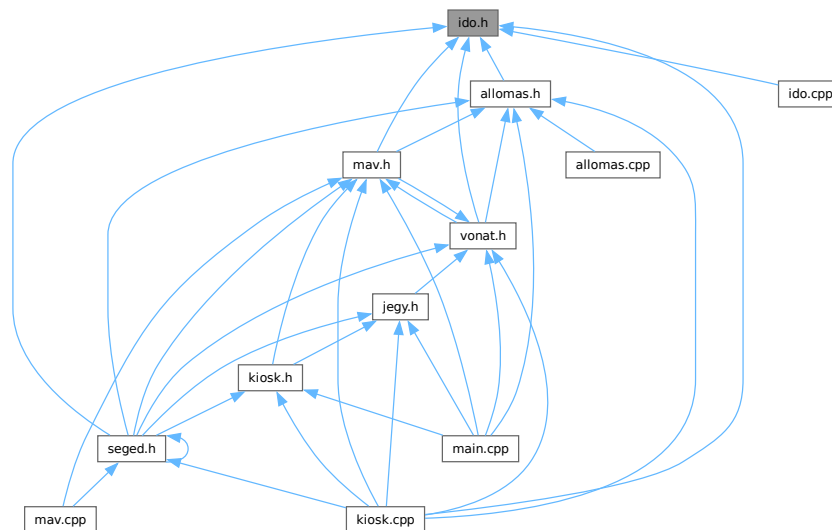 ido.h
allomas.h
ido.cpp
mav.h
allomas.cpp
vonat.h
jegy.h
kiosk.h
seged.h
main.cpp
mav.cpp
kiosk.cpp